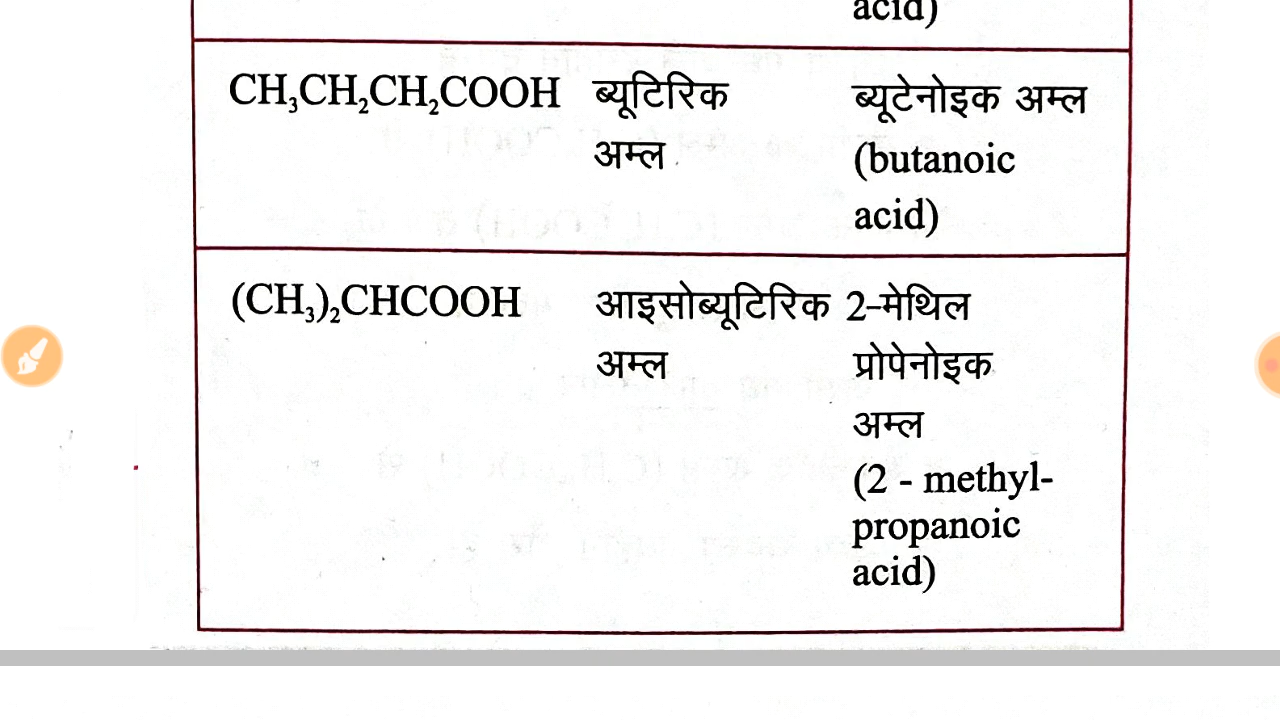 acid)
CH₃CH₂CH₂COOH ब्यूटिरिक ब्यूटेनोइक अम्ल
अम्ल (butanoic
acid)
(CH₃)₂CHCOOH आइसोब्यूटिरिक 2-मेथिल
अम्ल प्रोपेनोइक
अम्ल
(2 - methyl-
propanoic
acid)